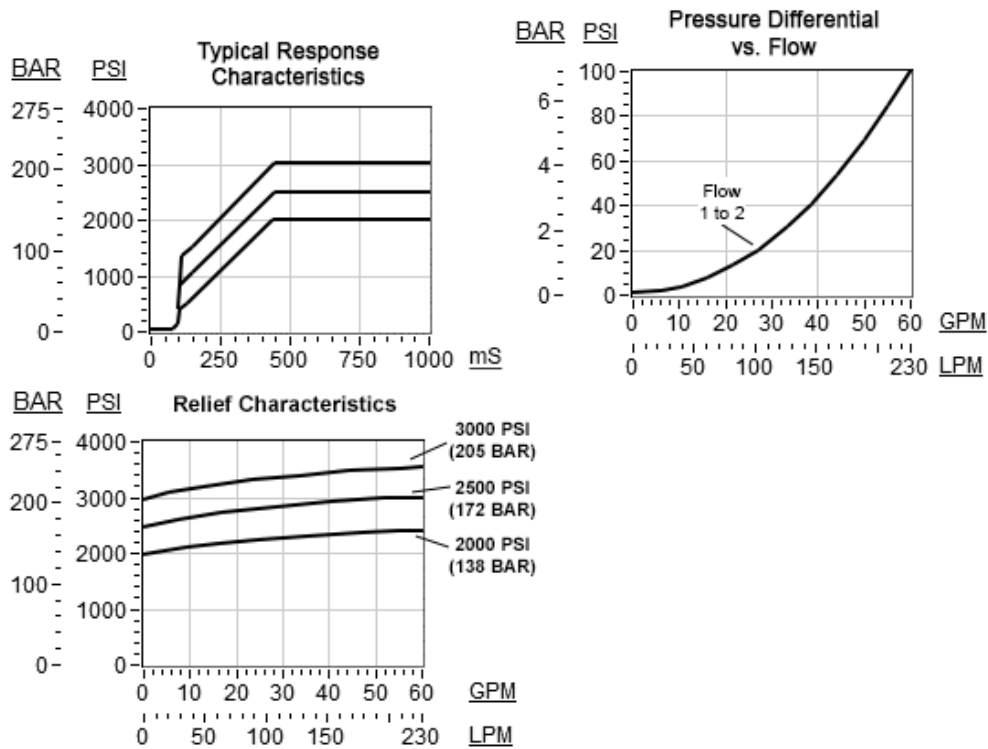 Typical Response
Characteristics
BAR PSI
275 4000
200 3000
2000
100 1000
0 0
0 250 500 750 1000 mS
Pressure Differential
vs. Flow
BAR PSI
100
6
80
4 60
40
2
20
0 0
Flow
1 to 2
0 10 20 30 40 50 60 GPM
0 50 100 150 230 LPM
BAR PSI Relief Characteristics
275 4000
200 3000
2000
100 1000
0 0
3000 PSI
(205 BAR)
2500 PSI
(172 BAR)
2000 PSI
(138 BAR)
0 10 20 30 40 50 60 GPM
0 50 100 150 230 LPM